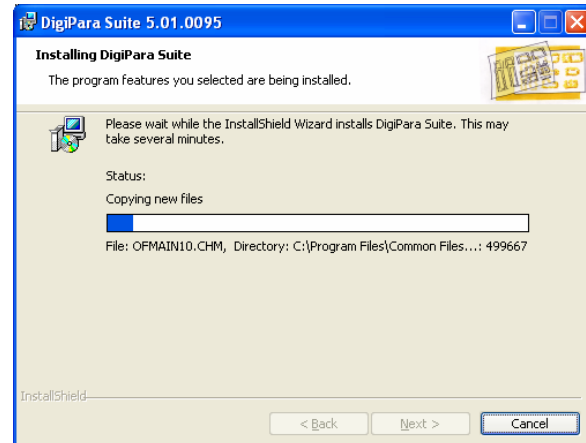 DigiPara Suite 5.01.0095
Installing DigiPara Suite
The program features you selected are being installed.
Please wait while the InstallShield Wizard installs DigiPara Suite. This may
take several minutes.
Status:
Copying new files
File: OFMAIN10.CHM, Directory: C:\Program Files\Common Files...: 499667
InstallShield
< Back
Next >
Cancel